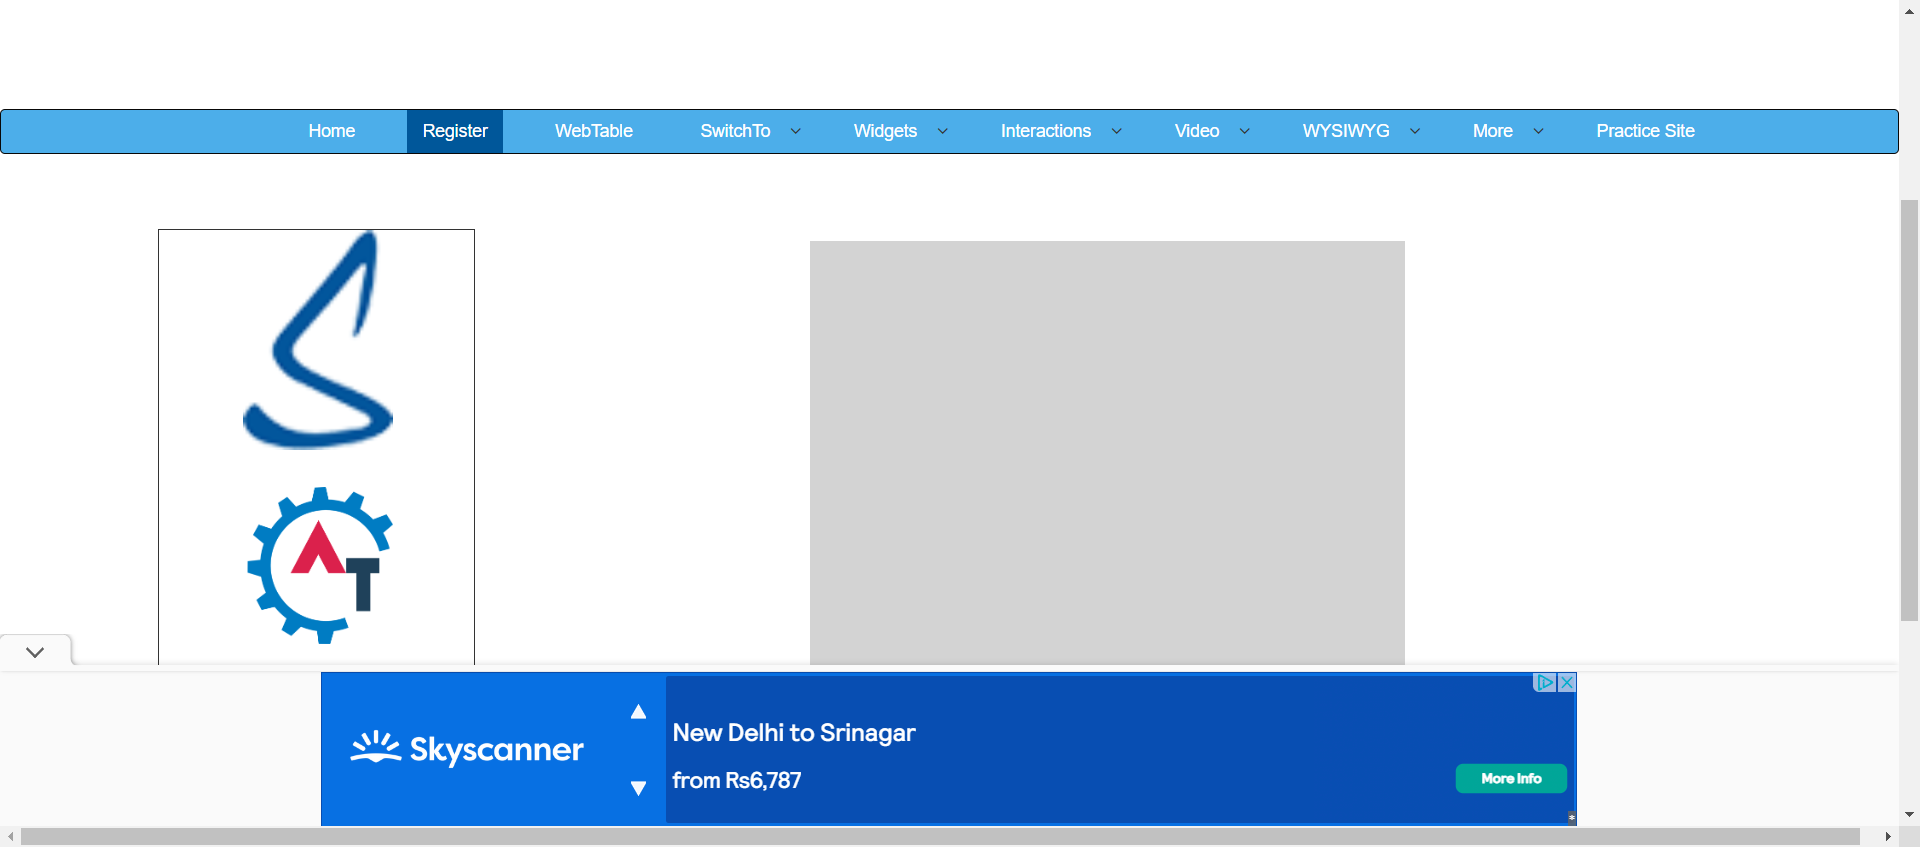 Home Register WebTable SwitchTo Widgets Interactions Video WYSIWYG More Practice Site
AT
Skyscanner
New Delhi to Srinagar
from Rs6,787
More Info